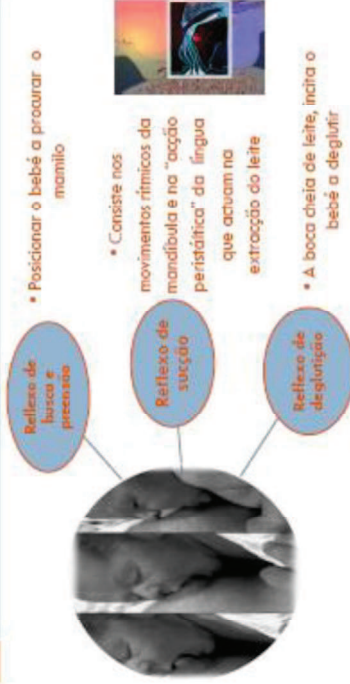 Reflexo de
busca e
preensão
• Posicionar o bebé a procurar o
mamilo
Reflexo de
sucção
• Consiste nos
movimentos rítmicos da
mandíbula e na "acção
peristática" da língua
que actuam na
extracção do leite
Reflexo de
deglutição
• A boca cheia de leite, incita o
bebé a deglutir